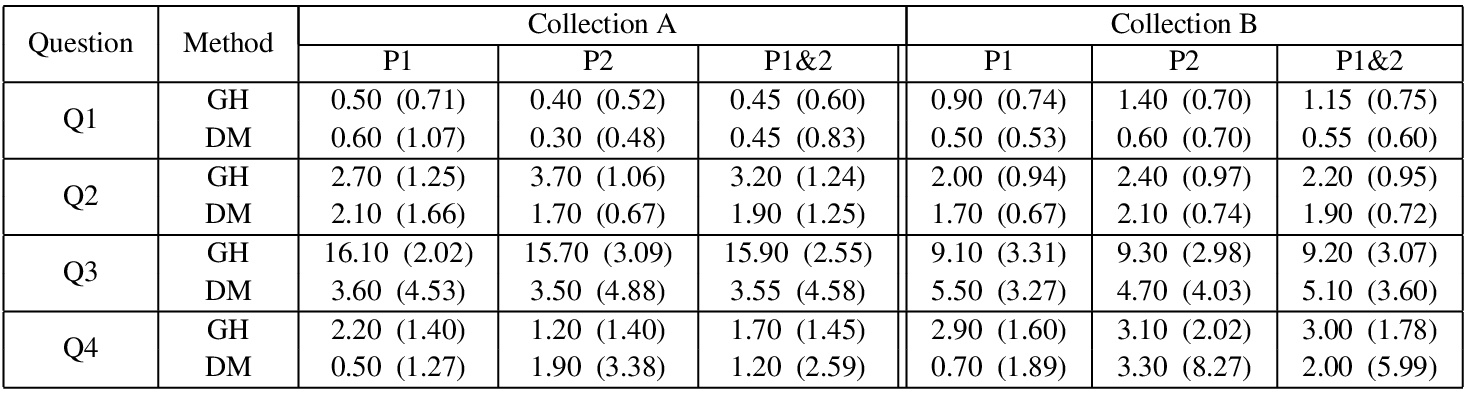 Question Method Collection A Collection B
P1 P2 P1&2 P1 P2 P1&2
Q1 GH 0.50 (0.71) 0.40 (0.52) 0.45 (0.60) 0.90 (0.74) 1.40 (0.70) 1.15 (0.75)
DM 0.60 (1.07) 0.30 (0.48) 0.45 (0.83) 0.50 (0.53) 0.60 (0.70) 0.55 (0.60)
Q2 GH 2.70 (1.25) 3.70 (1.06) 3.20 (1.24) 2.00 (0.94) 2.40 (0.97) 2.20 (0.95)
DM 2.10 (1.66) 1.70 (0.67) 1.90 (1.25) 1.70 (0.67) 2.10 (0.74) 1.90 (0.72)
Q3 GH 16.10 (2.02) 15.70 (3.09) 15.90 (2.55) 9.10 (3.31) 9.30 (2.98) 9.20 (3.07)
DM 3.60 (4.53) 3.50 (4.88) 3.55 (4.58) 5.50 (3.27) 4.70 (4.03) 5.10 (3.60)
Q4 GH 2.20 (1.40) 1.20 (1.40) 1.70 (1.45) 2.90 (1.60) 3.10 (2.02) 3.00 (1.78)
DM 0.50 (1.27) 1.90 (3.38) 1.20 (2.59) 0.70 (1.89) 3.30 (8.27) 2.00 (5.99)